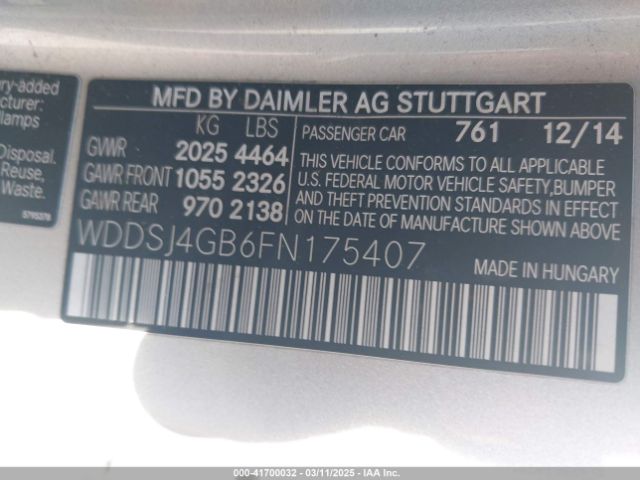 ry-added
cturer:
llamps
Disposal.
Reuse,
Waste.
MFD BY DAIMLER AG STUTTGART
KG LBS
GVWR 2025 4464
GAWR FRONT 1055 2326
GAWR REAR 970 2138
PASSENGER CAR 761 12/14
THIS VEHICLE CONFORMS TO ALL APPLICABLE
U.S. FEDERAL MOTOR VEHICLE SAFETY,BUMPER
AND THEFT PREVENTION STANDARDS IN EFFECT
ON THE DATE OF MANUFACTURE SHOWN ABOVE.
WDDSJ4GB6FN175407
MADE IN HUNGARY
000-41700032 - 03/11/2025 - IAA Inc.